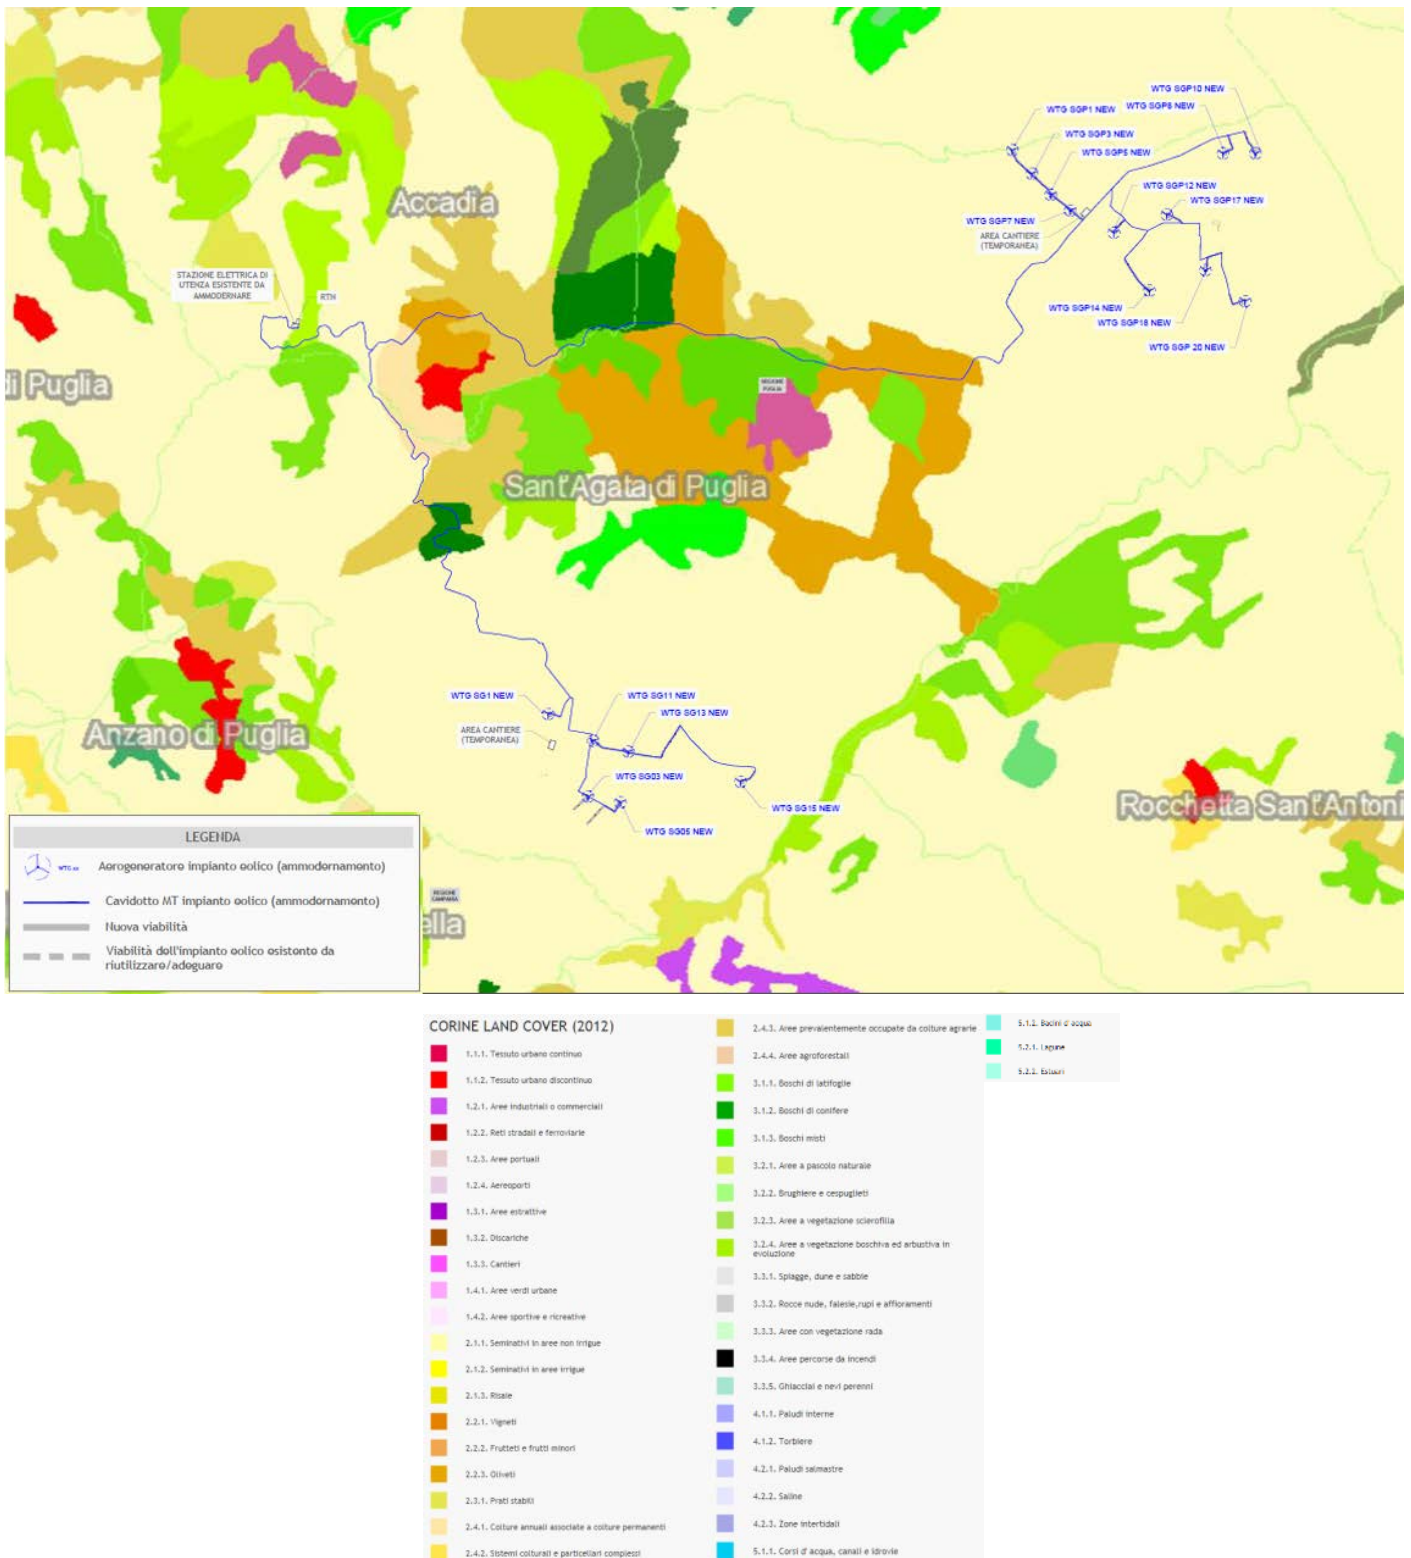 WTG SGP10 NEW
WTG SGP1 NEW
WTG SGP8 NEW
WTG SGP3 NEW
WTG SGP5 NEW
WTG SGP12 NEW
WTG SGP17 NEW
WTG SGP7 NEW
AREA CANTIERE
(TEMPORANEA)
Accadia
STAZIONE ELETTRICA DI
UTENZA ESISTENTE DA
AMMODERNARE
RTN
WTG SGP14 NEW
WTG SGP18 NEW
WTG SGP 20 NEW
di Puglia
REGIONE
PUGLIA
Sant'Agata di Puglia
WTG SG1 NEW
WTG SG11 NEW
WTG SG13 NEW
AREA CANTIERE
(TEMPORANEA)
Anzano di Puglia
WTG SG03 NEW
WTG SG15 NEW
WTG SG05 NEW
Rocchetta Sant'Antoni
REGIONE
CAMPANIA
ella
LEGENDA
Aerogeneratore impianto eolico (ammodernamento)
Cavidotto MT impianto eolico (ammodernamento)
Nuova viabilità
Viabilità dell'impianto eolico esistente da
riutilizzare/adeguare
CORINE LAND COVER (2012)
1.1.1. Tessuto urbano continuo
1.1.2. Tessuto urbano discontinuo
1.2.1. Aree industriali o commerciali
1.2.2. Reti stradali e ferroviarie
1.2.3. Aree portuali
1.2.4. Aereoporti
1.3.1. Aree estrattive
1.3.2. Discariche
1.3.3. Cantieri
1.4.1. Aree verdi urbane
1.4.2. Aree sportive e ricreative
2.1.1. Seminativi in aree non irrigue
2.1.2. Seminativi in aree irrigue
2.1.3. Risaie
2.2.1. Vigneti
2.2.2. Frutteti e frutti minori
2.2.3. Oliveti
2.3.1. Prati stabili
2.4.1. Colture annuali associate a colture permanenti
2.4.2. Sistemi colturali e particellari complessi
2.4.3. Aree prevalentemente occupate da colture agrarie
2.4.4. Aree agroforestali
3.1.1. Boschi di latifoglie
3.1.2. Boschi di conifere
3.1.3. Boschi misti
3.2.1. Aree a pascolo naturale
3.2.2. Brughiere e cespuglieti
3.2.3. Aree a vegetazione sclerofilla
3.2.4. Aree a vegetazione boschiva ed arbustiva in
evoluzione
3.3.1. Spiagge, dune e sabbie
3.3.2. Rocce nude, falesie,rupi e affioramenti
3.3.3. Aree con vegetazione rada
3.3.4. Aree percorse da incendi
3.3.5. Ghiacciai e nevi perenni
4.1.1. Paludi interne
4.1.2. Torbiere
4.2.1. Paludi salmastre
4.2.2. Saline
4.2.3. Zone intertidali
5.1.1. Corsi d'acqua, canali e idrovie
5.1.2. Bacini d'acqua
5.2.1. Lagune
5.2.2. Estuari